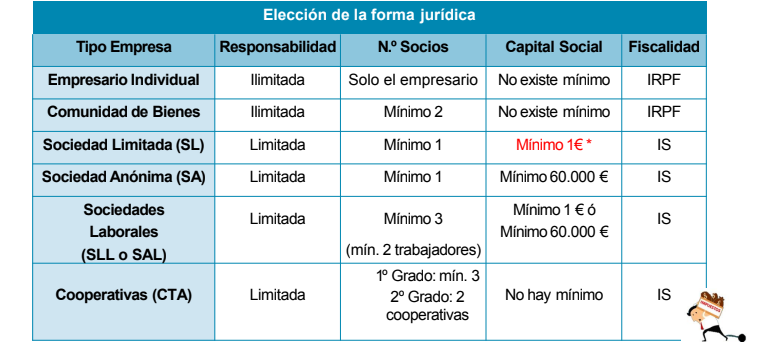 Elección de la forma jurídica
Tipo Empresa Responsabilidad N.º Socios Capital Social Fiscalidad
Empresario Individual Ilimitada Solo el empresario No existe mínimo IRPF
Comunidad de Bienes Ilimitada Mínimo 2 No existe mínimo IRPF
Sociedad Limitada (SL) Limitada Mínimo 1 Mínimo 1€ * IS
Sociedad Anónima (SA) Limitada Mínimo 1 Mínimo 60.000 € IS
Sociedades
Laborales
(SLL o SAL)
Limitada
Mínimo 3
(mín. 2 trabajadores)
Mínimo 1 € ó
Mínimo 60.000 €
IS
Cooperativas (CTA)
Limitada
1º Grado: mín. 3
2º Grado: 2
cooperativas
No hay mínimo
IS